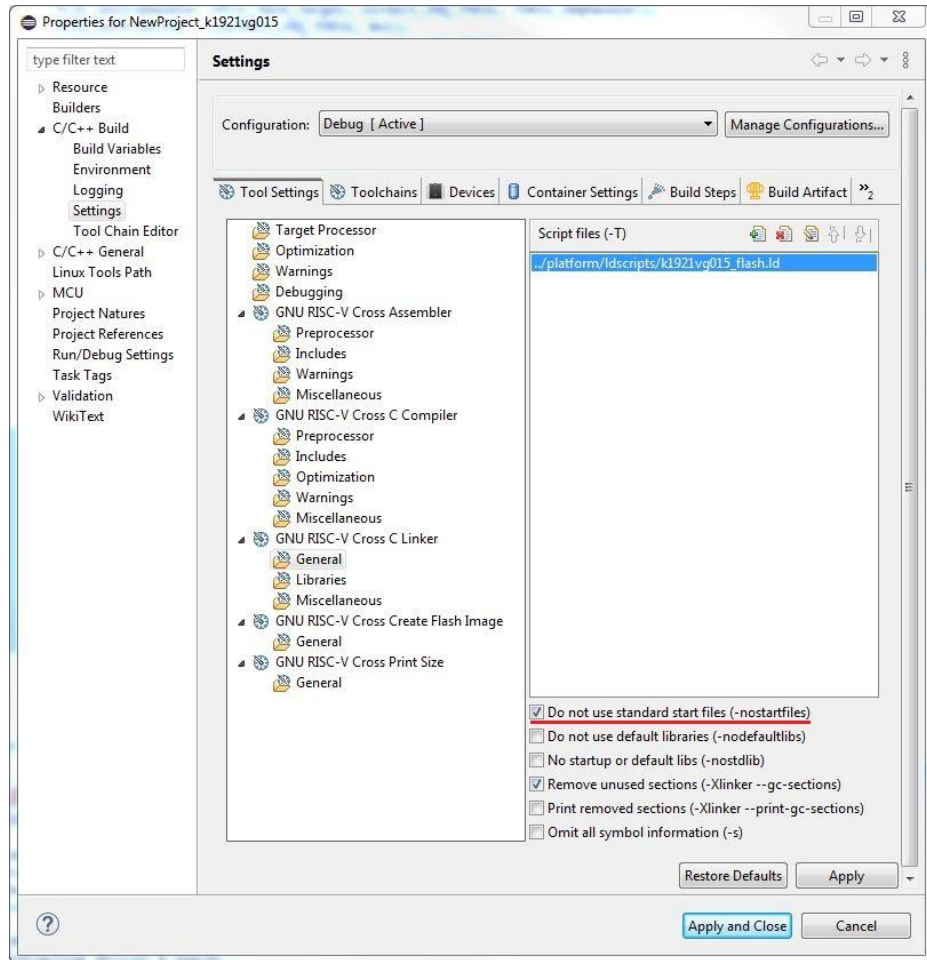 Properties for NewProject_k1921vg015
type filter text
Resource
Builders
C/C++ Build
Build Variables
Environment
Logging
Settings
Tool Chain Editor
C/C++ General
Linux Tools Path
MCU
Project Natures
Project References
Run/Debug Settings
Task Tags
Validation
WikiText
Settings
Configuration: Debug [ Active ]
Manage Configurations...
Tool Settings Toolchains Devices Container Settings Build Steps Build Artifact »2
Target Processor
Optimization
Warnings
Debugging
GNU RISC-V Cross Assembler
Preprocessor
Includes
Warnings
Miscellaneous
GNU RISC-V Cross C Compiler
Preprocessor
Includes
Optimization
Warnings
Miscellaneous
GNU RISC-V Cross C Linker
General
Libraries
Miscellaneous
GNU RISC-V Cross Create Flash Image
General
GNU RISC-V Cross Print Size
General
Script files (-T)
../platform/ldscripts/k1921vg015_flash.ld
Do not use standard start files (-nostartfiles)
Do not use default libraries (-nodefaultlibs)
No startup or default libs (-nostdlib)
Remove unused sections (-Xlinker --gc-sections)
Print removed sections (-Xlinker --print-gc-sections)
Omit all symbol information (-s)
Restore Defaults
Apply
?
Apply and Close
Cancel